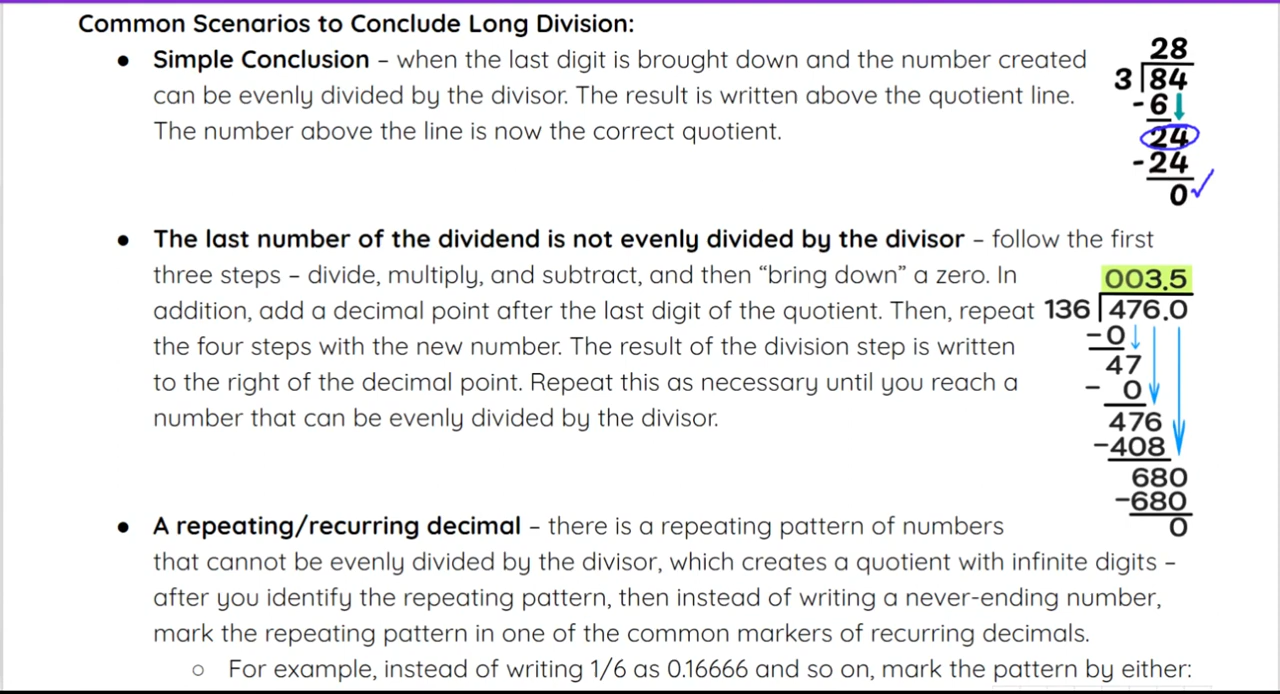 Common Scenarios to Conclude Long Division:
● Simple Conclusion – when the last digit is brought down and the number created
can be evenly divided by the divisor. The result is written above the quotient line.
The number above the line is now the correct quotient.
28
3 84
-6
24
-24
0
● The last number of the dividend is not evenly divided by the divisor – follow the first
three steps – divide, multiply, and subtract, and then “bring down” a zero. In
addition, add a decimal point after the last digit of the quotient. Then, repeat
the four steps with the new number. The result of the division step is written
to the right of the decimal point. Repeat this as necessary until you reach a
number that can be evenly divided by the divisor.
003.5
136 476.0
-0
47
- 0
476
-408
680
-680
0
● A repeating/recurring decimal – there is a repeating pattern of numbers
that cannot be evenly divided by the divisor, which creates a quotient with infinite digits –
after you identify the repeating pattern, then instead of writing a never-ending number,
mark the repeating pattern in one of the common markers of recurring decimals.
○ For example, instead of writing 1/6 as 0.16666 and so on, mark the pattern by either: